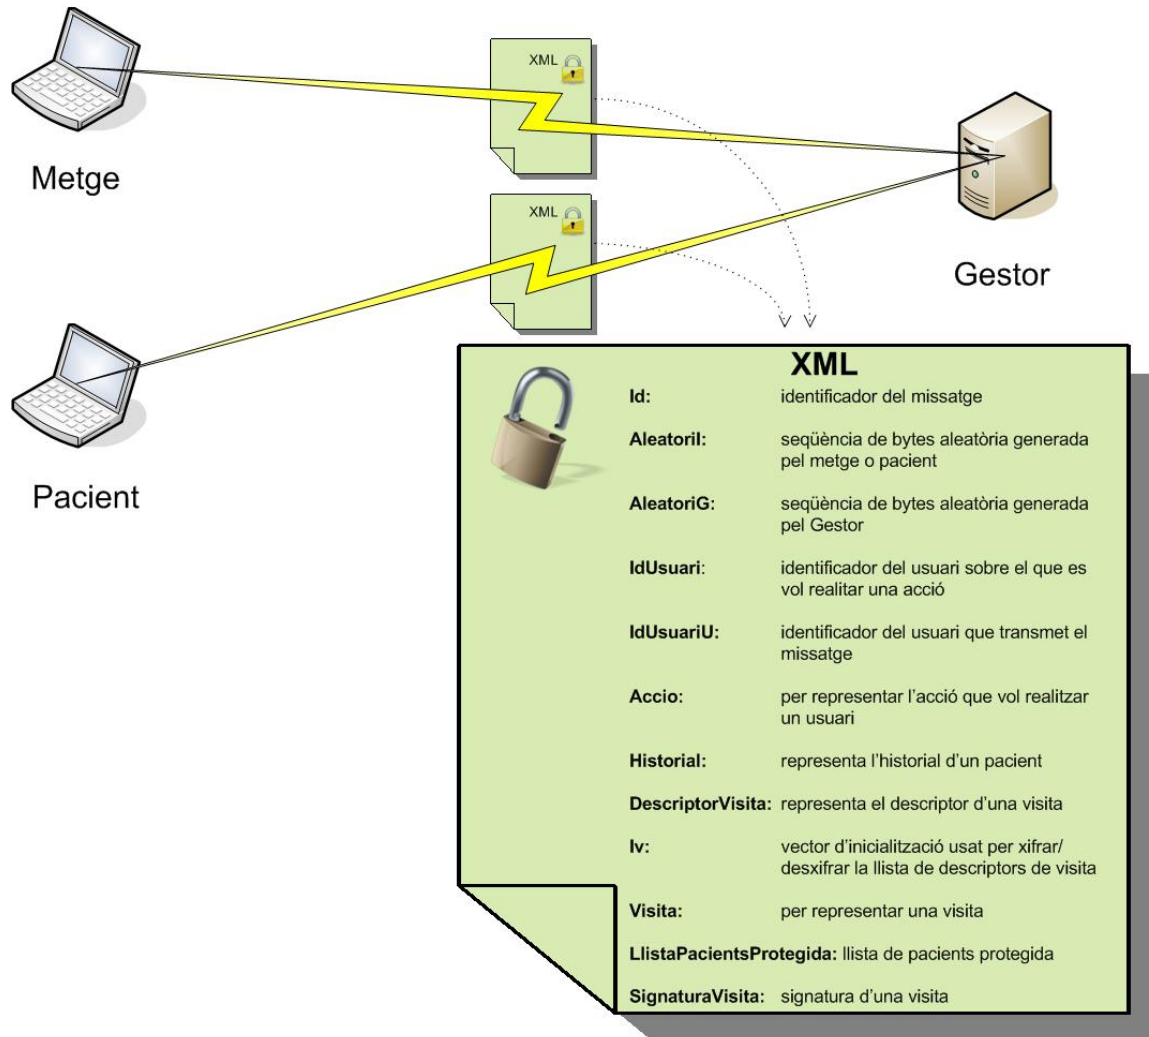 XML
Metge
XML
Gestor
Pacient
XML
Id: identificador del missatge
AleatoriI: seqüència de bytes aleatòria generada
pel metge o pacient
AleatoriG: seqüència de bytes aleatòria generada
pel Gestor
IdUsuari: identificador del usuari sobre el que es
vol realitar una acció
IdUsuariU: identificador del usuari que transmet el
missatge
Accio: per representar l’acció que vol realitzar
un usuari
Historial: representa l’historial d’un pacient
DescriptorVisita: representa el descriptor d’una visita
Iv: vector d’inicialització usat per xifrar/
desxifrar la llista de descriptors de visita
Visita: per representar una visita
LlistaPacientsProtegida: llista de pacients protegida
SignaturaVisita: signatura d’una visita